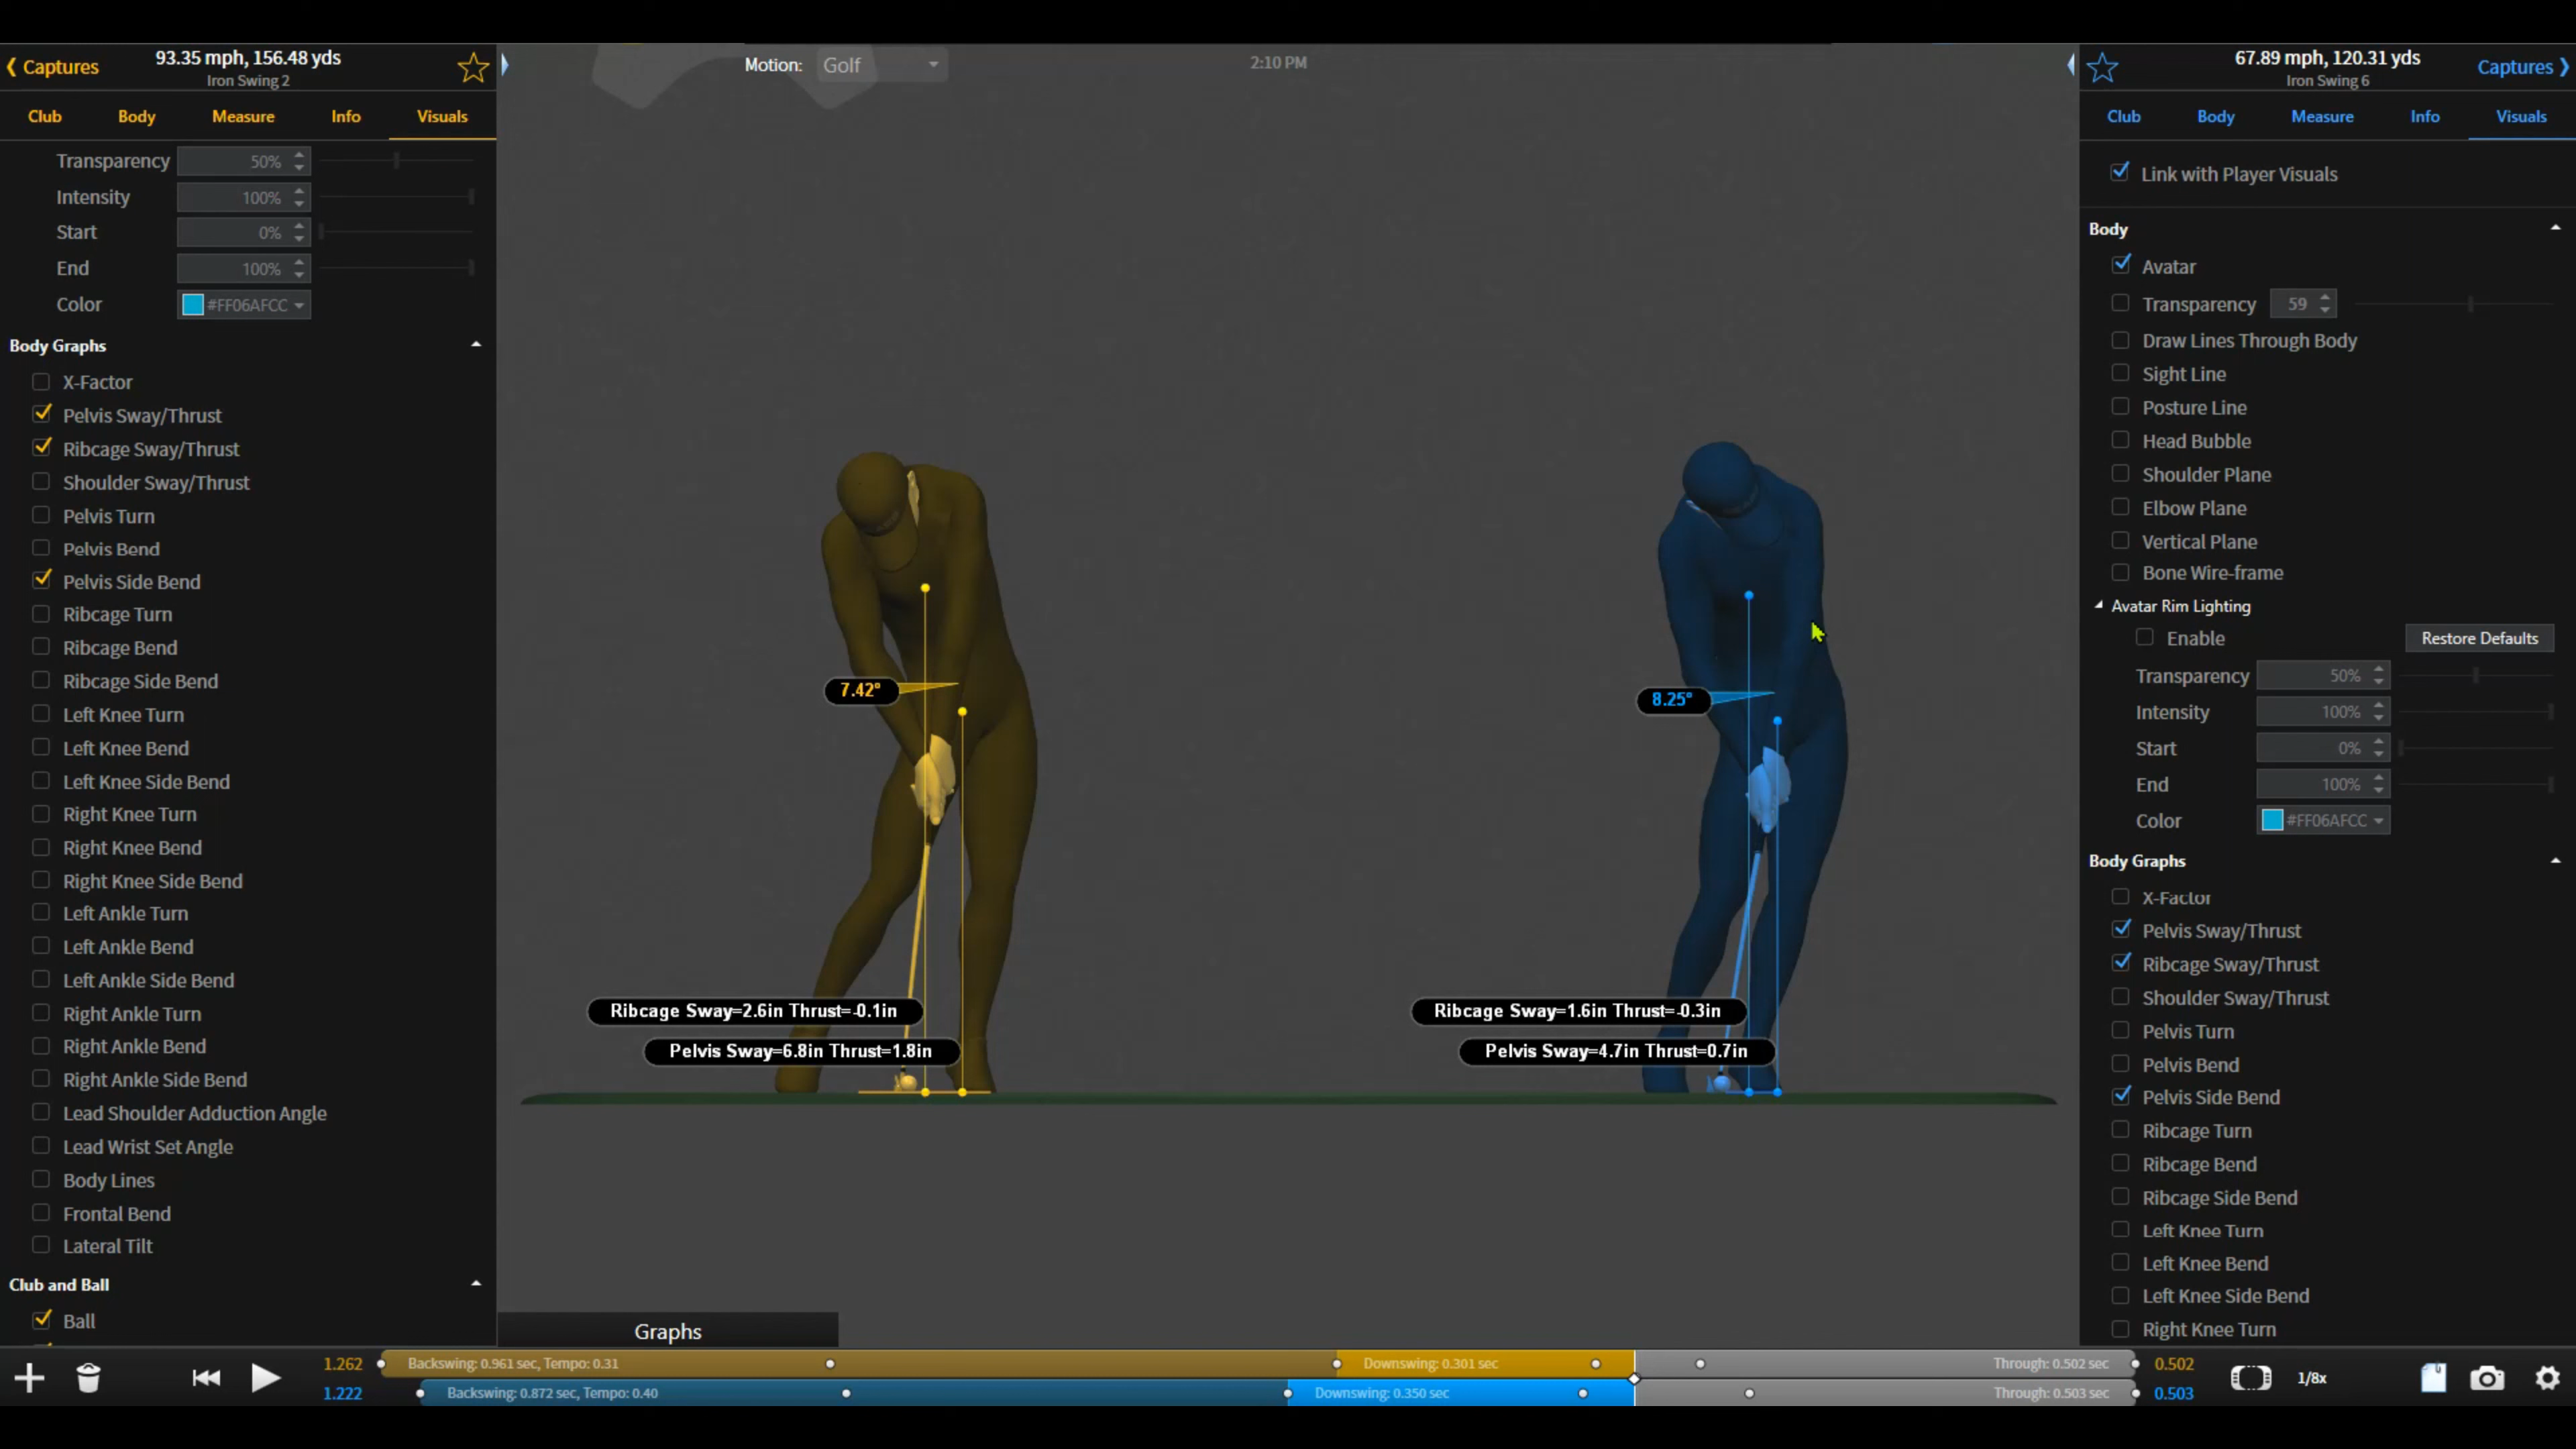 Captures
93.35 mph, 156.48 yds
Iron Swing 2
Club Body Measure Info Visuals
Transparency 50%
Intensity 100%
Start 0%
End 100%
Color #FF06AFCC
Body Graphs
X-Factor
Pelvis Sway/Thrust
Ribcage Sway/Thrust
Shoulder Sway/Thrust
Pelvis Turn
Pelvis Bend
Pelvis Side Bend
Ribcage Turn
Ribcage Bend
Ribcage Side Bend
Left Knee Turn
Left Knee Bend
Left Knee Side Bend
Right Knee Turn
Right Knee Bend
Right Knee Side Bend
Left Ankle Turn
Left Ankle Bend
Left Ankle Side Bend
Right Ankle Turn
Right Ankle Bend
Right Ankle Side Bend
Lead Shoulder Adduction Angle
Lead Wrist Set Angle
Body Lines
Frontal Bend
Lateral Tilt
Club and Ball
Ball
Motion: Golf
2:10 PM
7.42°
8.25°
Ribcage Sway=2.6in Thrust=-0.1in
Pelvis Sway=6.8in Thrust=1.8in
Ribcage Sway=1.6in Thrust=-0.3in
Pelvis Sway=4.7in Thrust=0.7in
Graphs
67.89 mph, 120.31 yds
Iron Swing 6
Captures
Club Body Measure Info Visuals
Link with Player Visuals
Body
Avatar
Transparency 59
Draw Lines Through Body
Sight Line
Posture Line
Head Bubble
Shoulder Plane
Elbow Plane
Vertical Plane
Bone Wire-frame
Avatar Rim Lighting
Enable Restore Defaults
Transparency 50%
Intensity 100%
Start 0%
End 100%
Color #FF06AFCC
Body Graphs
X-Factor
Pelvis Sway/Thrust
Ribcage Sway/Thrust
Shoulder Sway/Thrust
Pelvis Turn
Pelvis Bend
Pelvis Side Bend
Ribcage Turn
Ribcage Bend
Ribcage Side Bend
Left Knee Turn
Left Knee Bend
Left Knee Side Bend
Right Knee Turn
1.262 Backswing: 0.961 sec, Tempo: 0.31 Downswing: 0.301 sec Through: 0.502 sec 0.502
1.222 Backswing: 0.872 sec, Tempo: 0.40 Downswing: 0.350 sec Through: 0.503 sec 0.503
1/8x